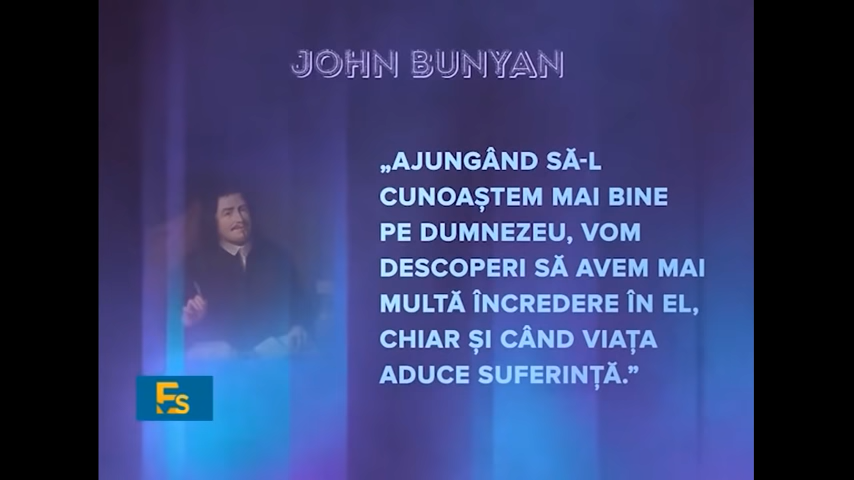 JOHN BUNYAN
„AJUNGÂND SĂ-L
CUNOAȘTEM MAI BINE
PE DUMNEZEU, VOM
DESCOPERI SĂ AVEM MAI
MULTĂ ÎNCREDERE ÎN EL,
CHIAR ȘI CÂND VIAȚA
ADUCE SUFERINȚĂ.”
Es